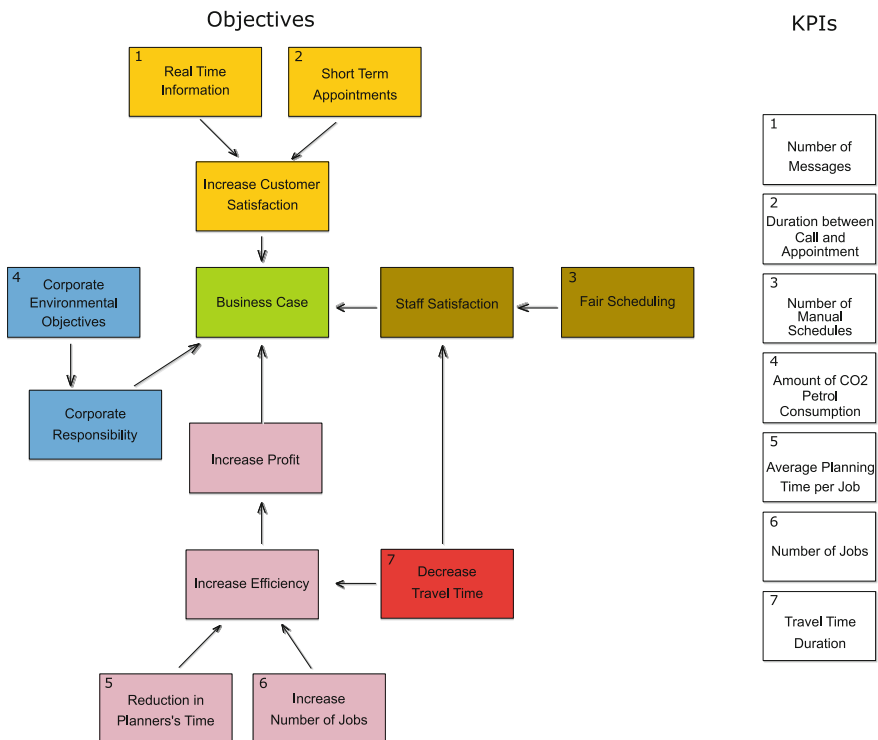 Objectives
KPIs
1
Real Time
Information
2
Short Term
Appointments
Increase Customer
Satisfaction
4
Corporate
Environmental
Objectives
Business Case
Staff Satisfaction
3
Fair Scheduling
Corporate
Responsibility
Increase Profit
Increase Efficiency
7
Decrease
Travel Time
5
Reduction in
Planners's Time
6
Increase
Number of Jobs
1
Number of
Messages
2
Duration between
Call and
Appointment
3
Number of
Manual
Schedules
4
Amount of CO2
Petrol
Consumption
5
Average Planning
Time per Job
6
Number of Jobs
7
Travel Time
Duration